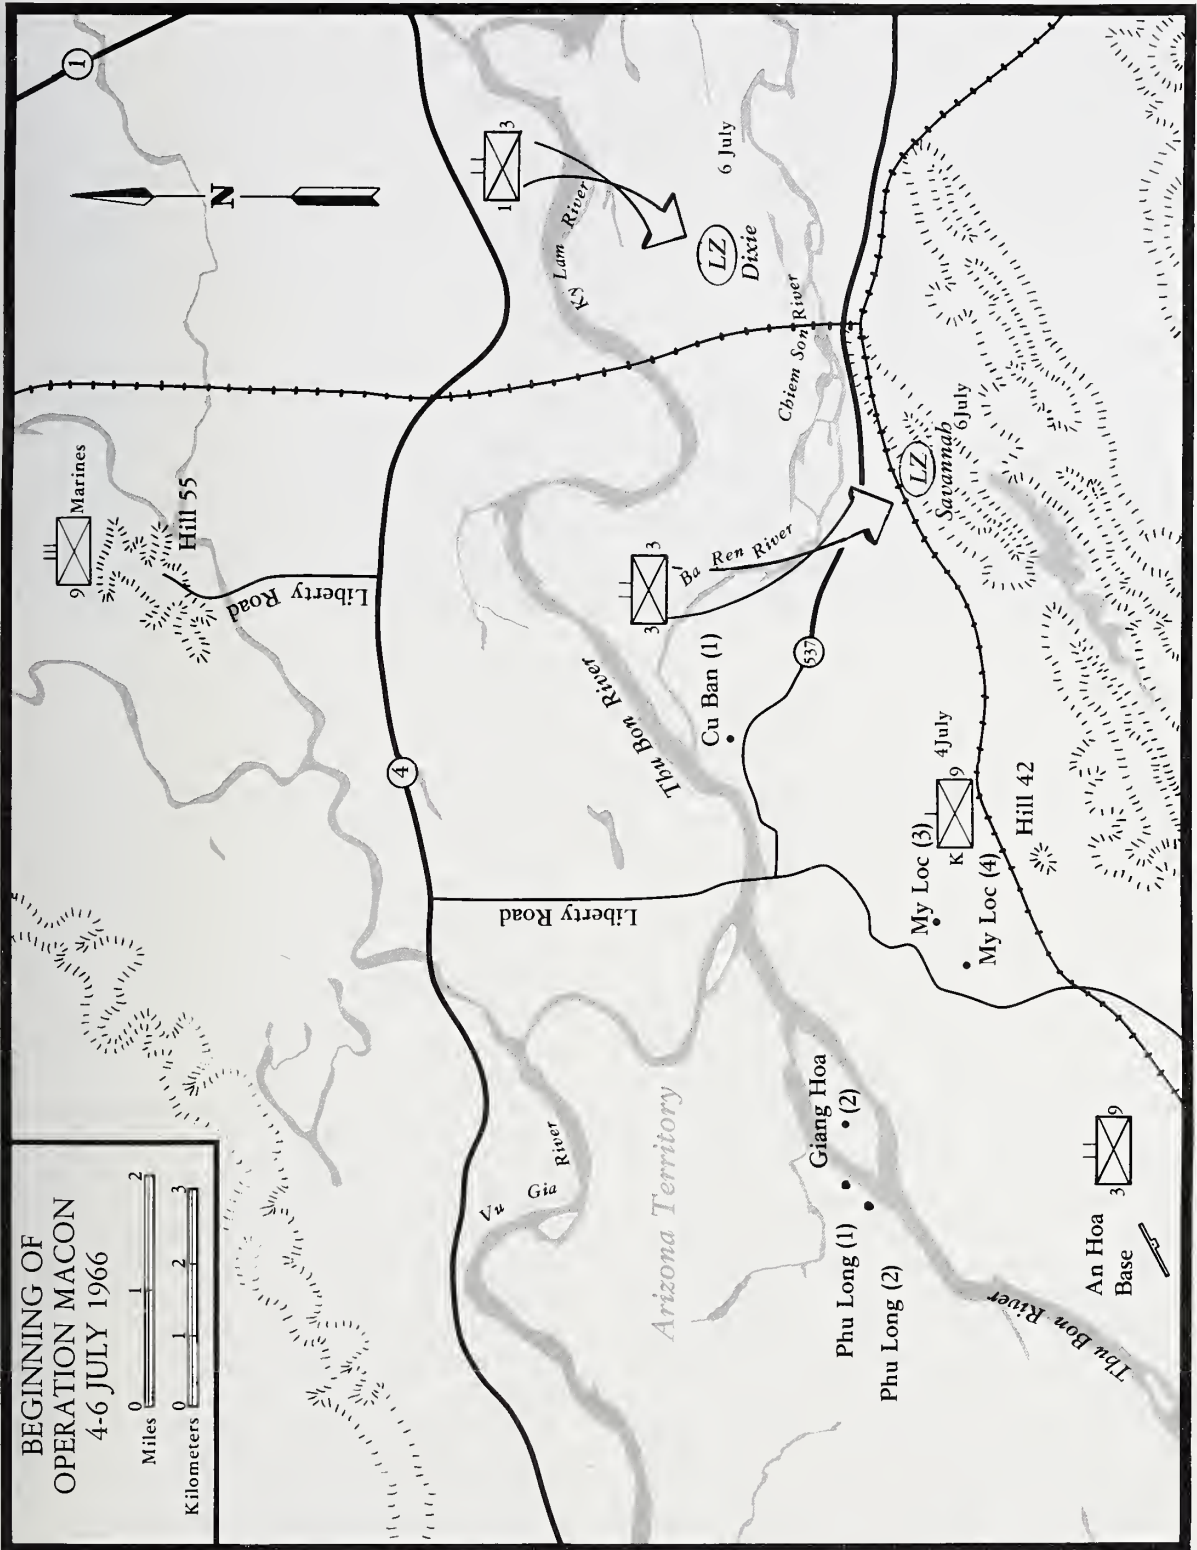 BEGINNING OF
OPERATION MACON
4-6 JULY 1966
0 1 2
Miles
0 1 2 3
Kilometers
9 Marines
Hill 55
Liberty Road
1
N
4
Vu
Gia
River
Liberty Road
Arizona Territory
Thu Bon River
1 3
Ky Lam River
6 July
LZ
Dixie
3 3
Ba Ren
River
Chiem Son River
Cu Ban (1)
537
LZ
Savannah
6 July
Giang Hoa
(2)
Phu Long (1)
Phu Long (2)
My Loc (3)
My Loc (4)
K 9
4 July
Hill 42
An Hoa
Base
3 9
Thu Bon River